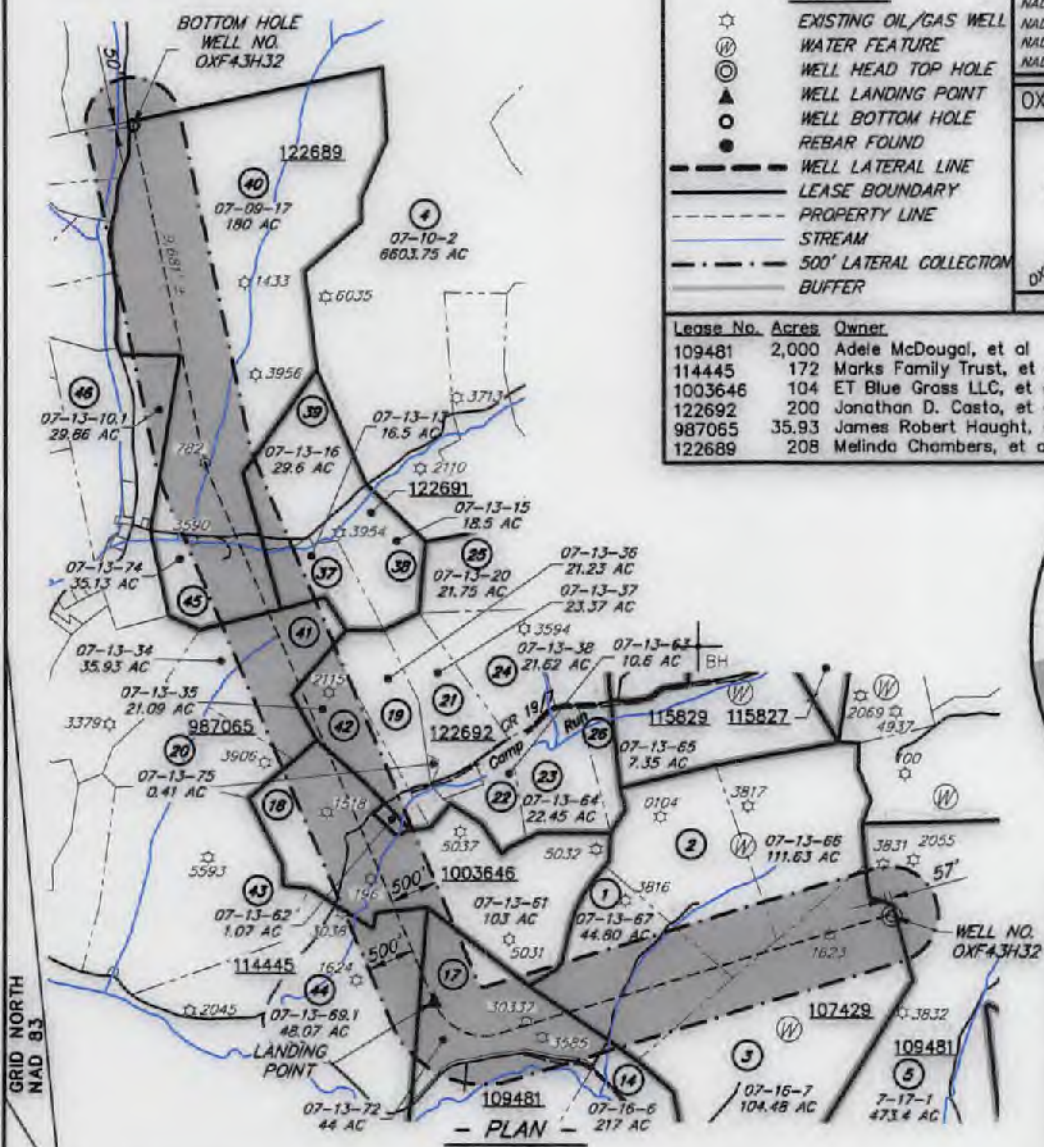 BOTTOM HOLE
WELL NO.
OXF43H32
50'
122689
40
07-09-17
180 AC
4
07-10-2
6603.75 AC
9,681' ±
1433
6035
3956
3713
46
07-13-10.1
29.66 AC
39
07-13-16
29.6 AC
07-13-13
16.5 AC
2110
782
122691
07-13-15
18.5 AC
3590
3954
37
38
25
07-13-20
21.75 AC
07-13-74
35.13 AC
45
07-13-36
21.23 AC
07-13-37
23.37 AC
41
3594
07-13-38
21.62 AC
07-13-63
10.6 AC
BH
07-13-34
35.93 AC
07-13-35
21.09 AC
2115
24
19
21
42
CR 19
Camp Run
26
115829
115827
2069
4937
3379
987065
20
3906
122692
07-13-65
7.35 AC
100
07-13-75
0.41 AC
18
23
22
07-13-64
22.45 AC
0104
3817
1518
5037
5032
2
07-13-66
111.63 AC
3831
2055
5593
196
500'
1003646
57'
43
07-13-62
1.07 AC
3038
07-13-61
103 AC
1
3816
07-13-67
44.80 AC
WELL NO.
OXF43H32
500'
5031
1623
114445
1624
17
44
30337
107429
2045
07-13-69.1
48.07 AC
3585
3832
LANDING
POINT
3
109481
5
07-13-72
44 AC
109481
14
07-16-6
217 AC
07-16-7
104.48 AC
7-17-1
473.4 AC
- PLAN -
GRID NORTH
NAD 83
EXISTING OIL/GAS WELL
W WATER FEATURE
WELL HEAD TOP HOLE
WELL LANDING POINT
WELL BOTTOM HOLE
REBAR FOUND
WELL LATERAL LINE
LEASE BOUNDARY
PROPERTY LINE
STREAM
500' LATERAL COLLECTION
BUFFER
Lease No. Acres Owner
109481 2,000 Adele McDougal, et al
114445 172 Marks Family Trust, et
1003646 104 ET Blue Grass LLC, et
122692 200 Jonathan D. Casto, et
987065 35.93 James Robert Haught,
122689 208 Melinda Chambers, et a